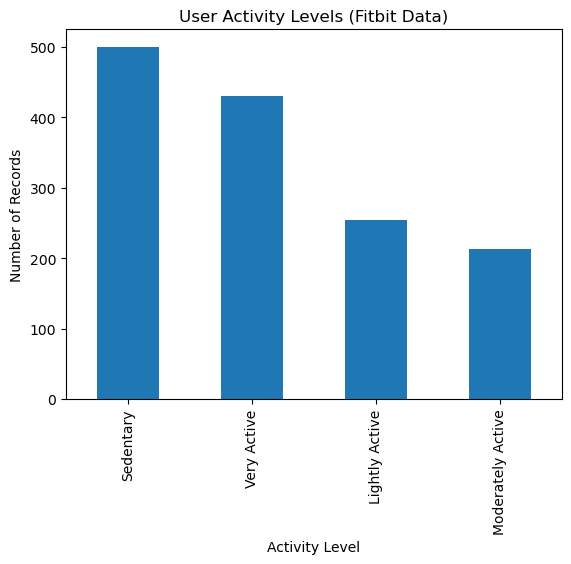 User Activity Levels (Fitbit Data)
Number of Records
500
400
300
200
100
0
Sedentary
Very Active
Lightly Active
Moderately Active
Activity Level